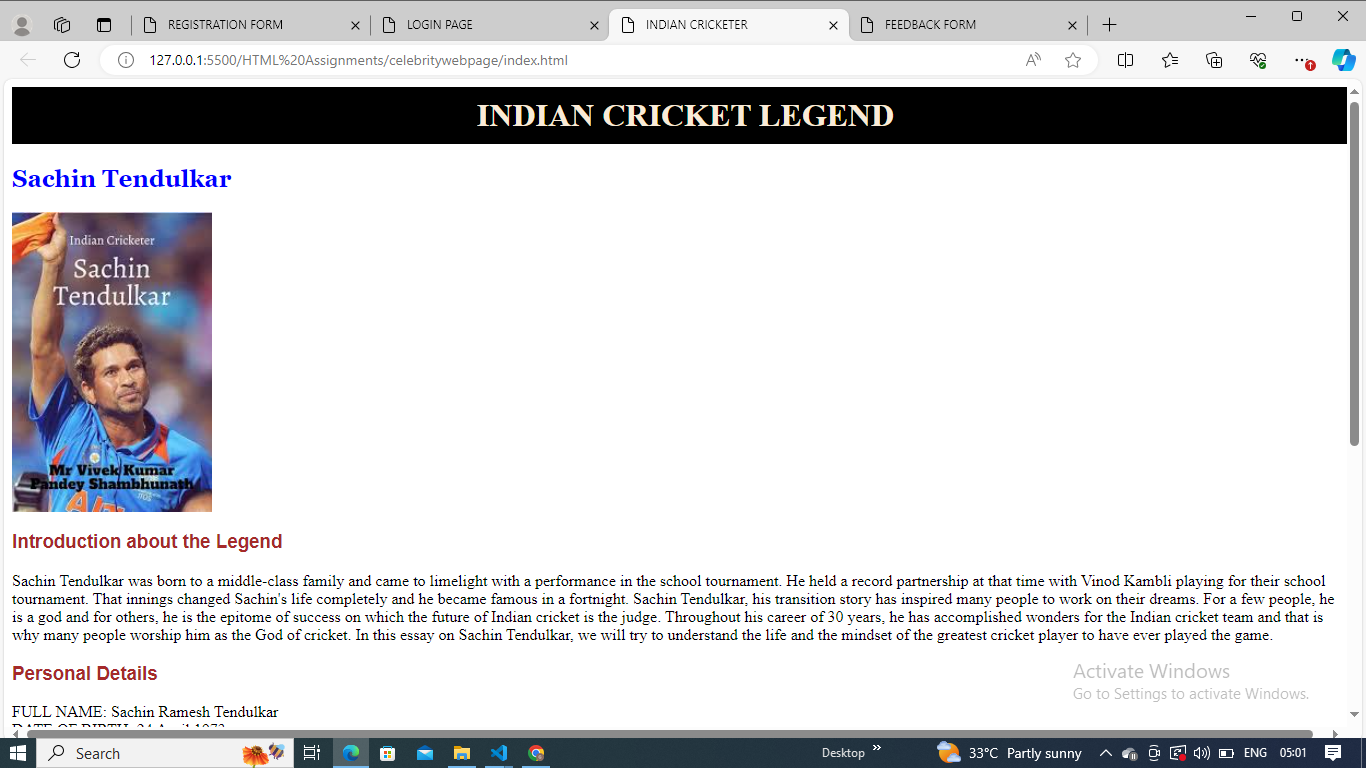 REGISTRATION FORM
LOGIN PAGE
INDIAN CRICKETER
FEEDBACK FORM
127.0.0.1:5500/HTML%20Assignments/celebritywebpage/index.html
INDIAN CRICKET LEGEND
Sachin Tendulkar
Indian Cricketer
Sachin
Tendulkar
Mr Vivek Kumar
Pandey Shambhunath
Introduction about the Legend
Sachin Tendulkar was born to a middle-class family and came to limelight with a performance in the school tournament. He held a record partnership at that time with Vinod Kambli playing for their school
tournament. That innings changed Sachin's life completely and he became famous in a fortnight. Sachin Tendulkar, his transition story has inspired many people to work on their dreams. For a few people, he
is a god and for others, he is the epitome of success on which the future of Indian cricket is the judge. Throughout his career of 30 years, he has accomplished wonders for the Indian cricket team and that is
why many people worship him as the God of cricket. In this essay on Sachin Tendulkar, we will try to understand the life and the mindset of the greatest cricket player to have ever played the game.
Personal Details
FULL NAME: Sachin Ramesh Tendulkar
DATE OF BIRTH: 24 April 1973
Activate Windows
Go to Settings to activate Windows.
Search
Desktop
33°C Partly sunny
ENG
05:01